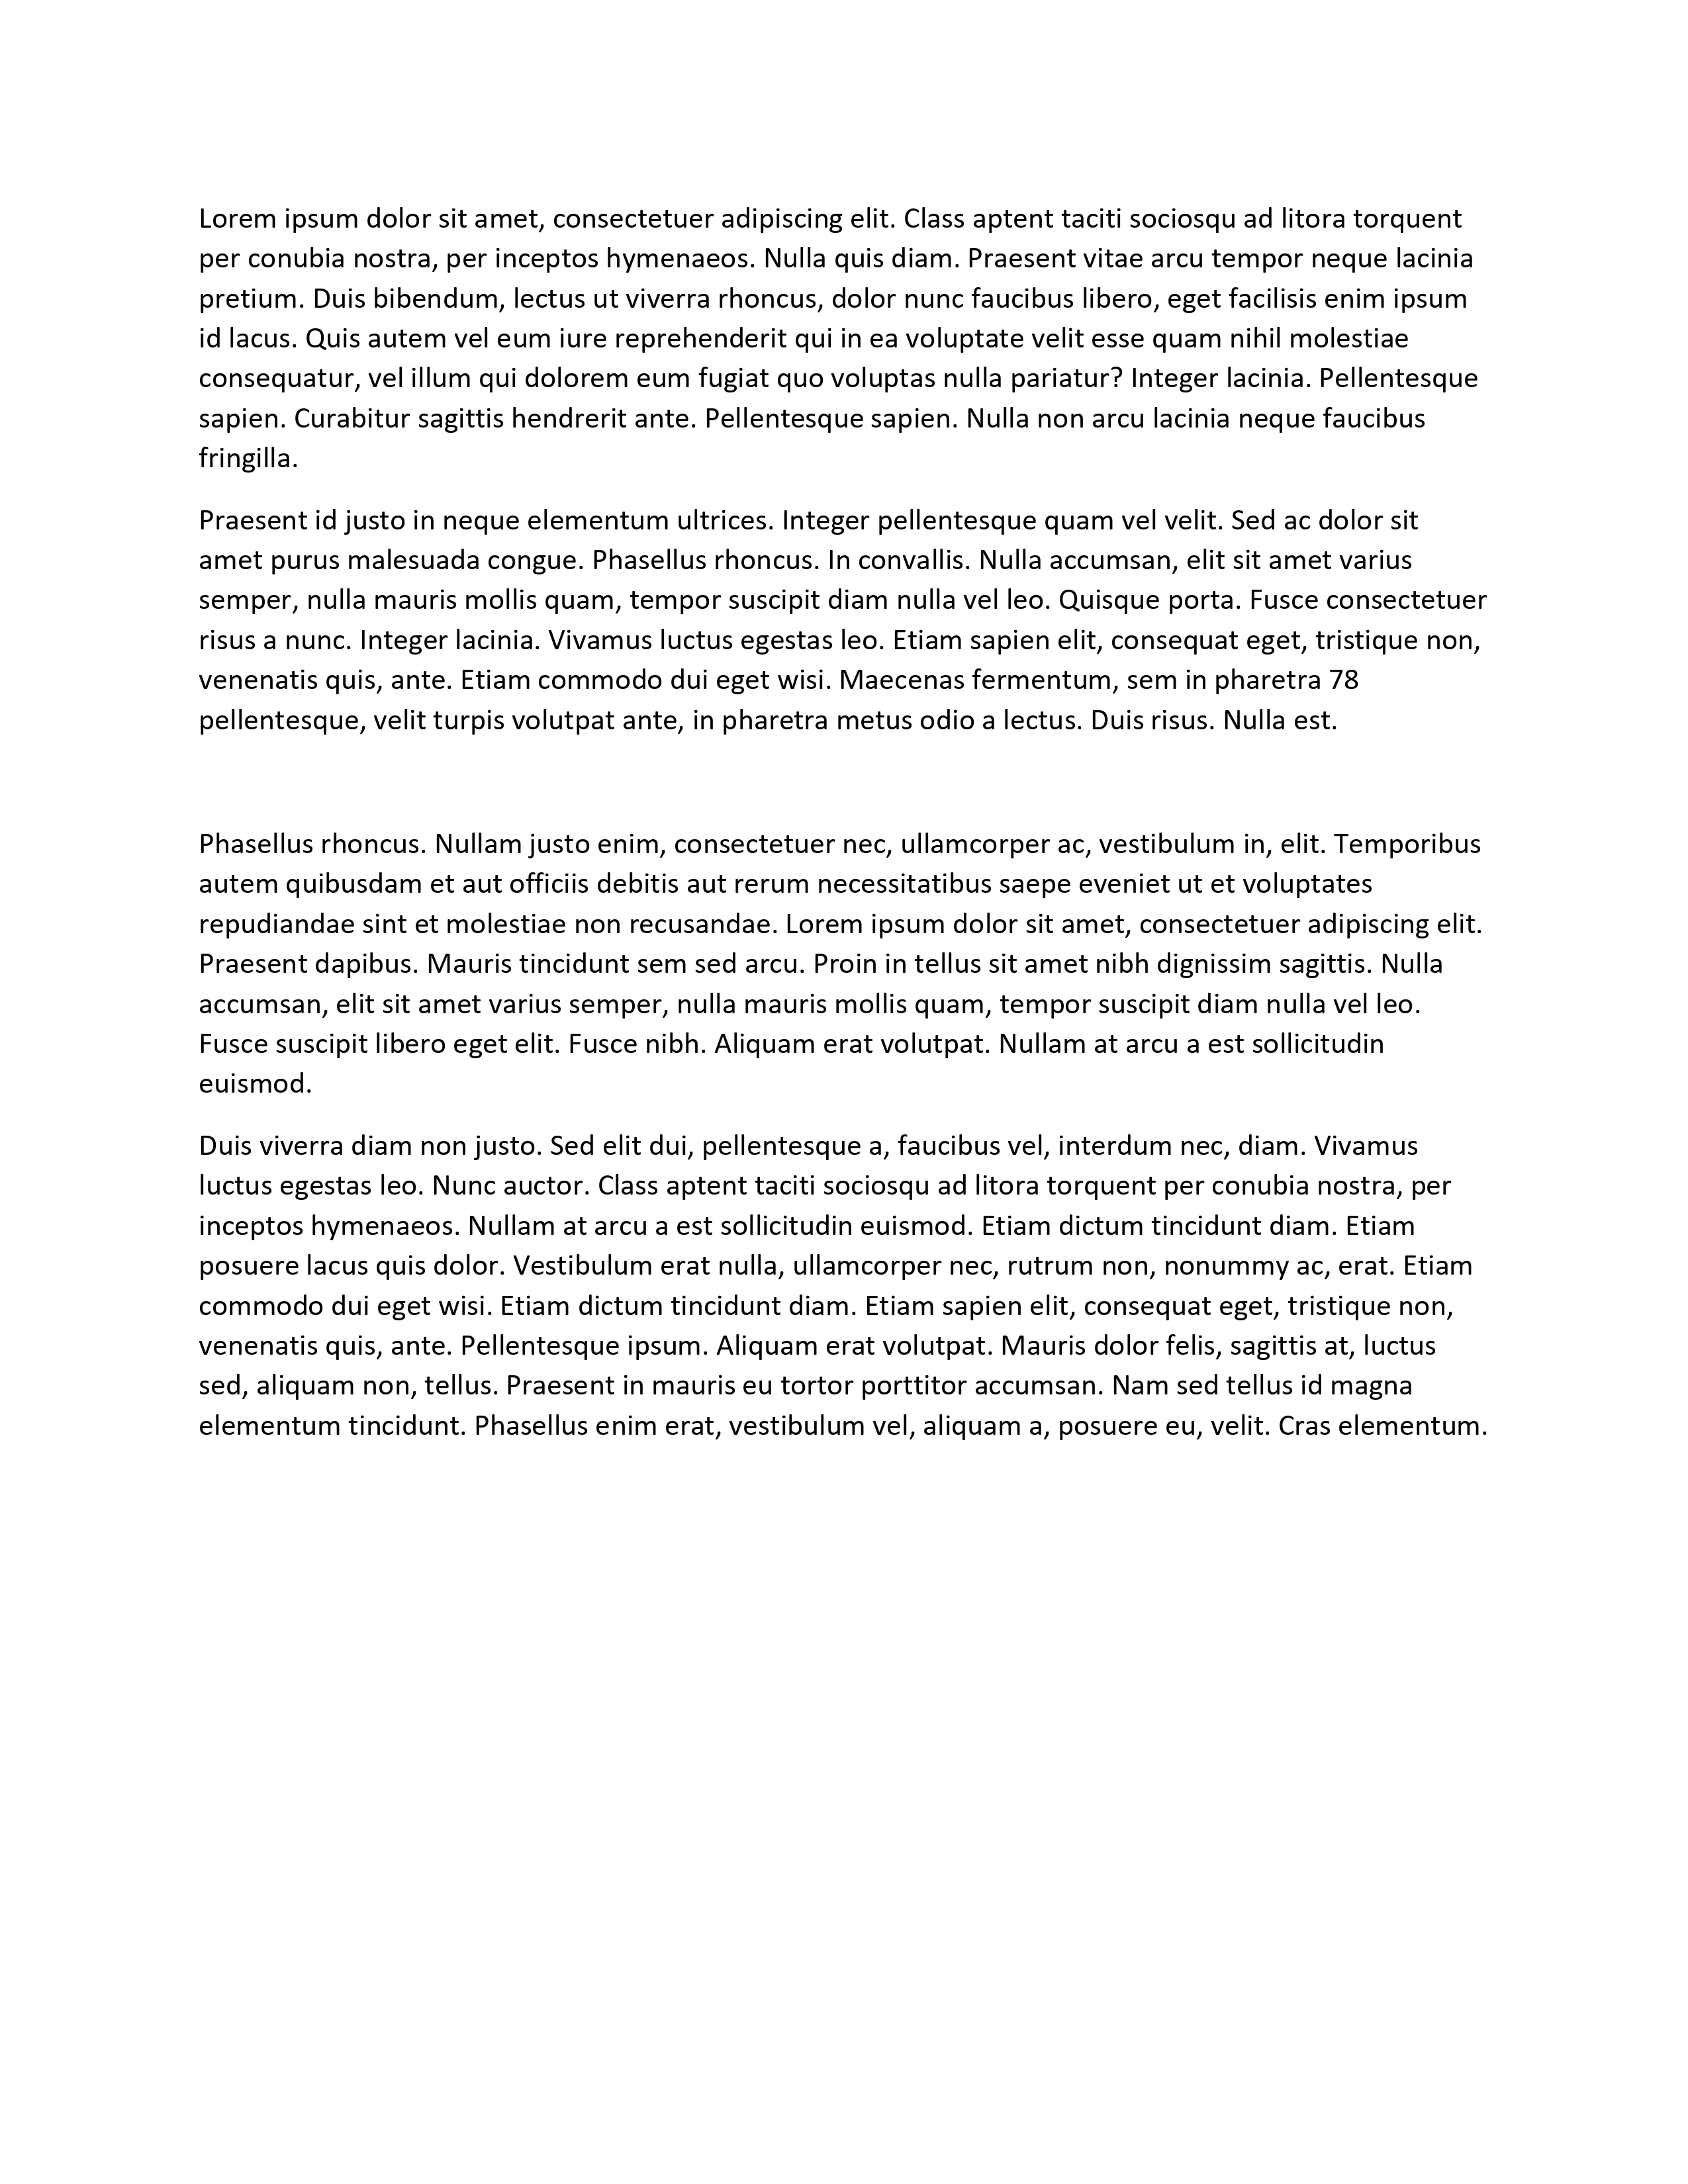 Lorem ipsum dolor sit amet, consectetuer adipiscing elit. Class aptent taciti sociosqu ad litora torquent
per conubia nostra, per inceptos hymenaeos. Nulla quis diam. Praesent vitae arcu tempor neque lacinia
pretium. Duis bibendum, lectus ut viverra rhoncus, dolor nunc faucibus libero, eget facilisis enim ipsum
id lacus. Quis autem vel eum iure reprehenderit qui in ea voluptate velit esse quam nihil molestiae
consequatur, vel illum qui dolorem eum fugiat quo voluptas nulla pariatur? Integer lacinia. Pellentesque
sapien. Curabitur sagittis hendrerit ante. Pellentesque sapien. Nulla non arcu lacinia neque faucibus
fringilla.
Praesent id justo in neque elementum ultrices. Integer pellentesque quam vel velit. Sed ac dolor sit
amet purus malesuada congue. Phasellus rhoncus. In convallis. Nulla accumsan, elit sit amet varius
semper, nulla mauris mollis quam, tempor suscipit diam nulla vel leo. Quisque porta. Fusce consectetuer
risus a nunc. Integer lacinia. Vivamus luctus egestas leo. Etiam sapien elit, consequat eget, tristique non,
venenatis quis, ante. Etiam commodo dui eget wisi. Maecenas fermentum, sem in pharetra 78
pellentesque, velit turpis volutpat ante, in pharetra metus odio a lectus. Duis risus. Nulla est.
Phasellus rhoncus. Nullam justo enim, consectetuer nec, ullamcorper ac, vestibulum in, elit. Temporibus
autem quibusdam et aut officiis debitis aut rerum necessitatibus saepe eveniet ut et voluptates
repudiandae sint et molestiae non recusandae. Lorem ipsum dolor sit amet, consectetuer adipiscing elit.
Praesent dapibus. Mauris tincidunt sem sed arcu. Proin in tellus sit amet nibh dignissim sagittis. Nulla
accumsan, elit sit amet varius semper, nulla mauris mollis quam, tempor suscipit diam nulla vel leo.
Fusce suscipit libero eget elit. Fusce nibh. Aliquam erat volutpat. Nullam at arcu a est sollicitudin
euismod.
Duis viverra diam non justo. Sed elit dui, pellentesque a, faucibus vel, interdum nec, diam. Vivamus
luctus egestas leo. Nunc auctor. Class aptent taciti sociosqu ad litora torquent per conubia nostra, per
inceptos hymenaeos. Nullam at arcu a est sollicitudin euismod. Etiam dictum tincidunt diam. Etiam
posuere lacus quis dolor. Vestibulum erat nulla, ullamcorper nec, rutrum non, nonummy ac, erat. Etiam
commodo dui eget wisi. Etiam dictum tincidunt diam. Etiam sapien elit, consequat eget, tristique non,
venenatis quis, ante. Pellentesque ipsum. Aliquam erat volutpat. Mauris dolor felis, sagittis at, luctus
sed, aliquam non, tellus. Praesent in mauris eu tortor porttitor accumsan. Nam sed tellus id magna
elementum tincidunt. Phasellus enim erat, vestibulum vel, aliquam a, posuere eu, velit. Cras elementum.